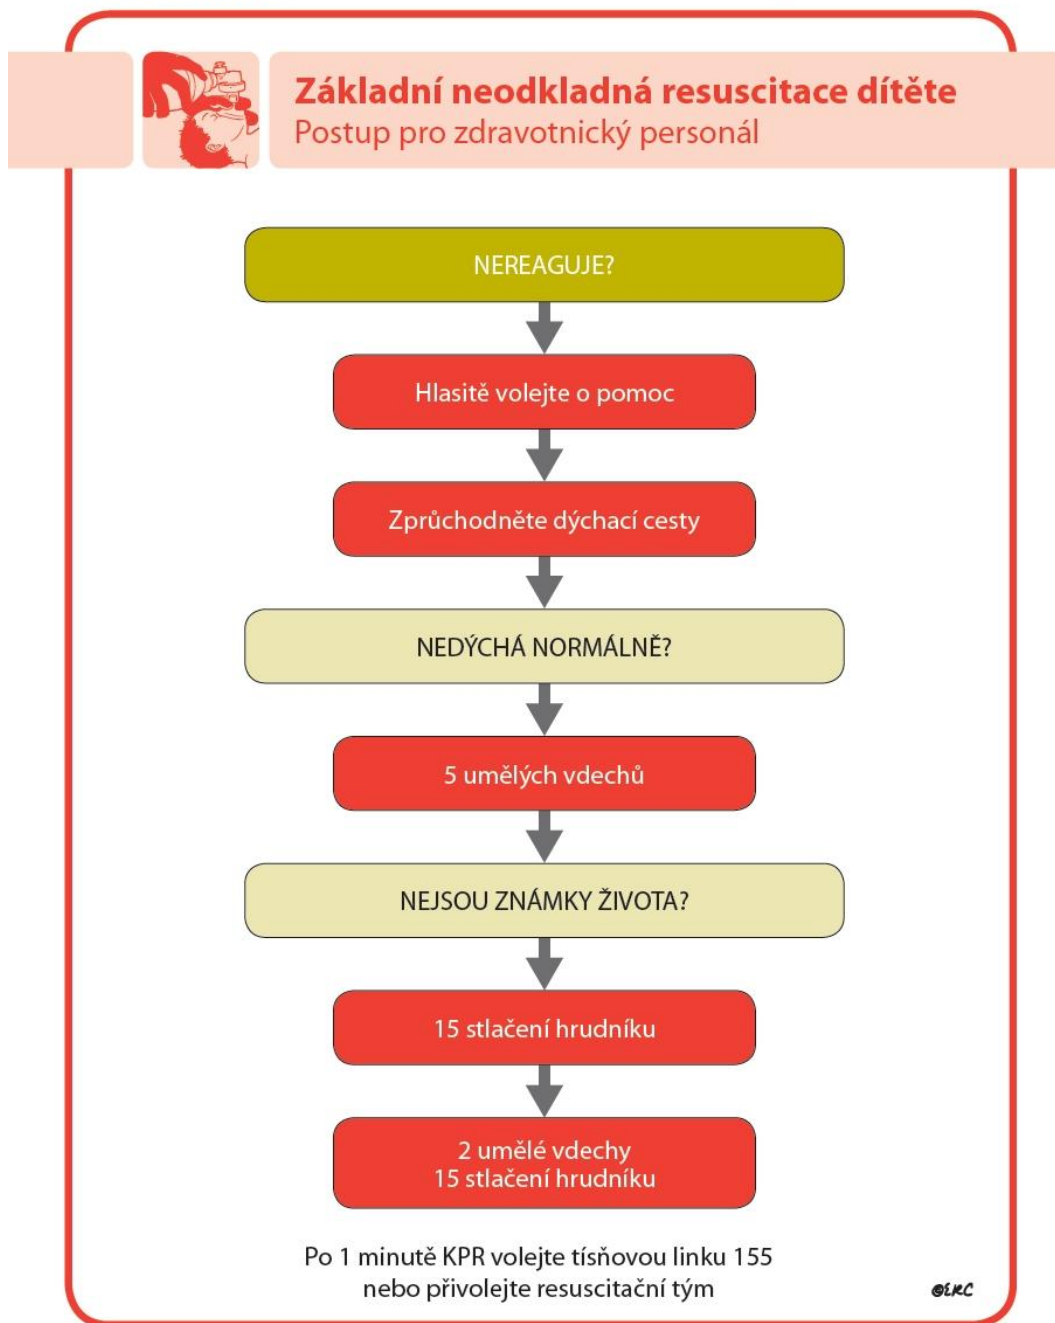 Základní neodkladná resuscitace dítěte
Postup pro zdravotnický personál
NEREAGUJE?
Hlasitě volejte o pomoc
Zprůchodněte dýchací cesty
NEDÝCHÁ NORMÁLNĚ?
5 umělých vdechů
NEJSOU ZNÁMKY ŽIVOTA?
15 stlačení hrudníku
2 umělé vdechy
15 stlačení hrudníku
Po 1 minutě KPR volejte tísňovou linku 155
nebo přivolejte resuscitační tým
©ERC